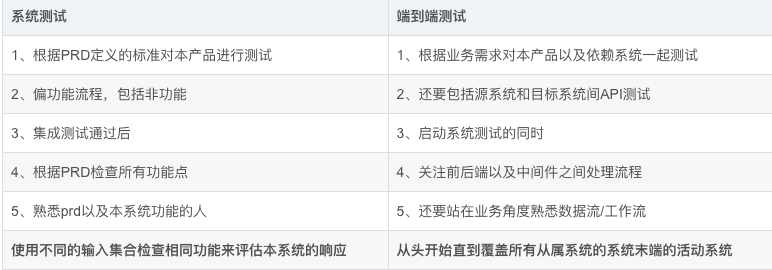 系统测试 端到端测试
1、根据PRD定义的标准对本产品进行测试 1、根据业务需求对本产品以及依赖系统一起测试
2、偏功能流程，包括非功能 2、还要包括源系统和目标系统间API测试
3、集成测试通过后 3、启动系统测试的同时
4、根据PRD检查所有功能点 4、关注前后端以及中间件之间处理流程
5、熟悉prd以及本系统功能的人 5、还要站在业务角度熟悉数据流/工作流
使用不同的输入集合检查相同功能来评估本系统的响应 从头开始直到覆盖所有从属系统的系统末端的活动系统